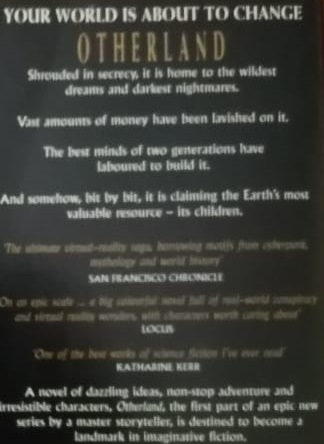 YOUR WORLD IS ABOUT TO CHANGE
OTHERLAND
Shrouded in secrecy, it is home to the wildest
dreams and darkest nightmares.
Vast amounts of money have been lavished on it.
The best minds of two generations have
laboured to build it.
And somehow, bit by bit, it is claiming the Earth's most
valuable resource – its children.
'The ultimate virtual-reality saga, borrowing motifs from cyberpunk,
mythology and world history'
SAN FRANCISCO CHRONICLE
'On an epic scale ... a big colourful novel full of real-world conspiracy
and virtual reality wonders, with characters worth caring about'
LOCUS
'One of the best works of science fiction I've ever read'
KATHARINE KERR
A novel of dazzling ideas, non-stop adventure and
irresistible characters, Otherland, the first part of an epic new
series by a master storyteller, is destined to become a
landmark in imaginative fiction.